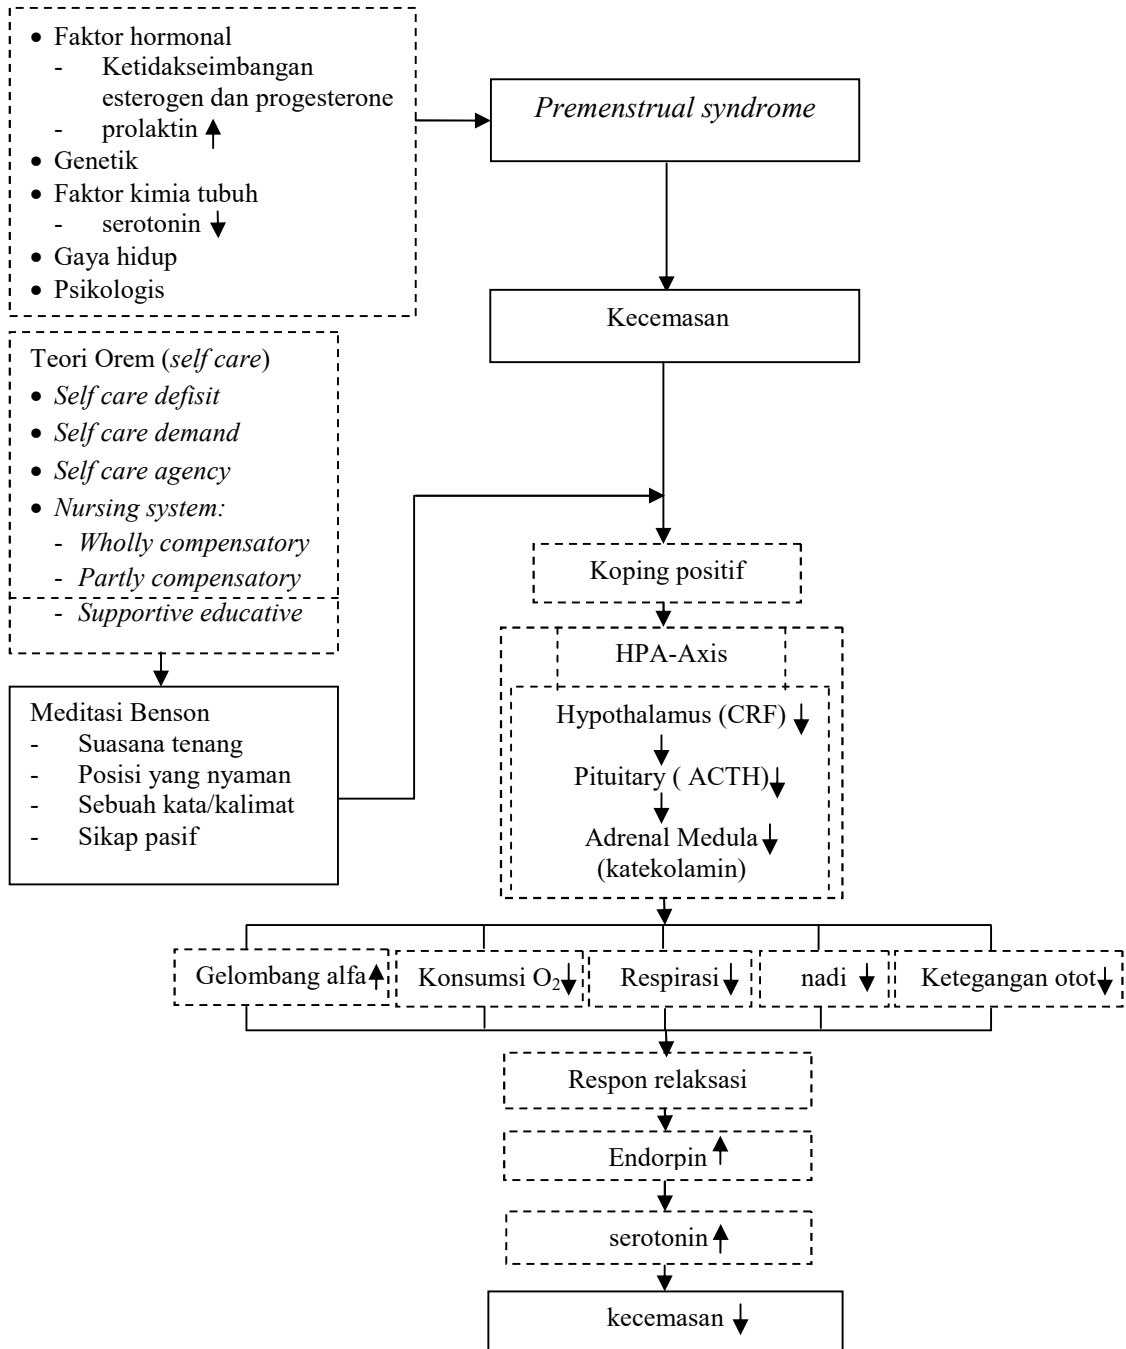 • Faktor hormonal
- Ketidakseimbangan
esterogen dan progesterone
- prolaktin ↑
• Genetik
• Faktor kimia tubuh
- serotonin ↓
• Gaya hidup
• Psikologis
Premenstrual syndrome
Kecemasan
Teori Orem (self care)
• Self care defisit
• Self care demand
• Self care agency
• Nursing system:
- Wholly compensatory
- Partly compensatory
- Supportive educative
Meditasi Benson
- Suasana tenang
- Posisi yang nyaman
- Sebuah kata/kalimat
- Sikap pasif
Koping positif
HPA-Axis
Hypothalamus (CRF) ↓
Pituitary ( ACTH) ↓
Adrenal Medula ↓
(katekolamin)
Gelombang alfa ↑
Konsumsi O₂ ↓
Respirasi ↓
nadi ↓
Ketegangan otot ↓
Respon relaksasi
Endorpin ↑
serotonin ↑
kecemasan ↓